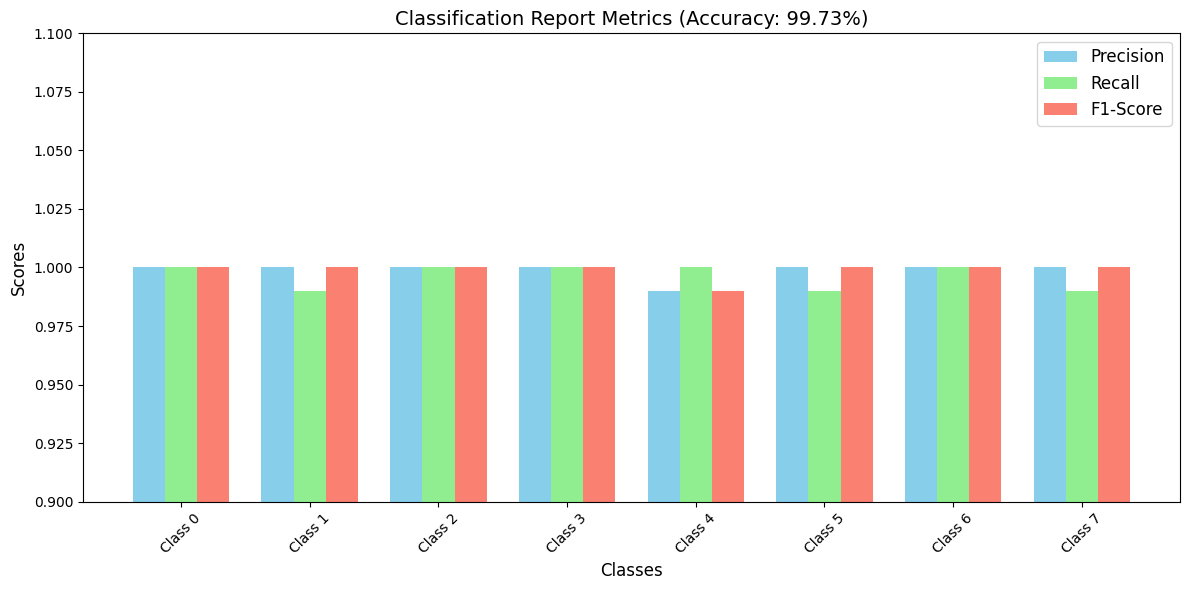 Classification Report Metrics (Accuracy: 99.73%)
Precision
Recall
F1-Score
Scores
1.100
1.075
1.050
1.025
1.000
0.975
0.950
0.925
0.900
Class 0
Class 1
Class 2
Class 3
Class 4
Class 5
Class 6
Class 7
Classes